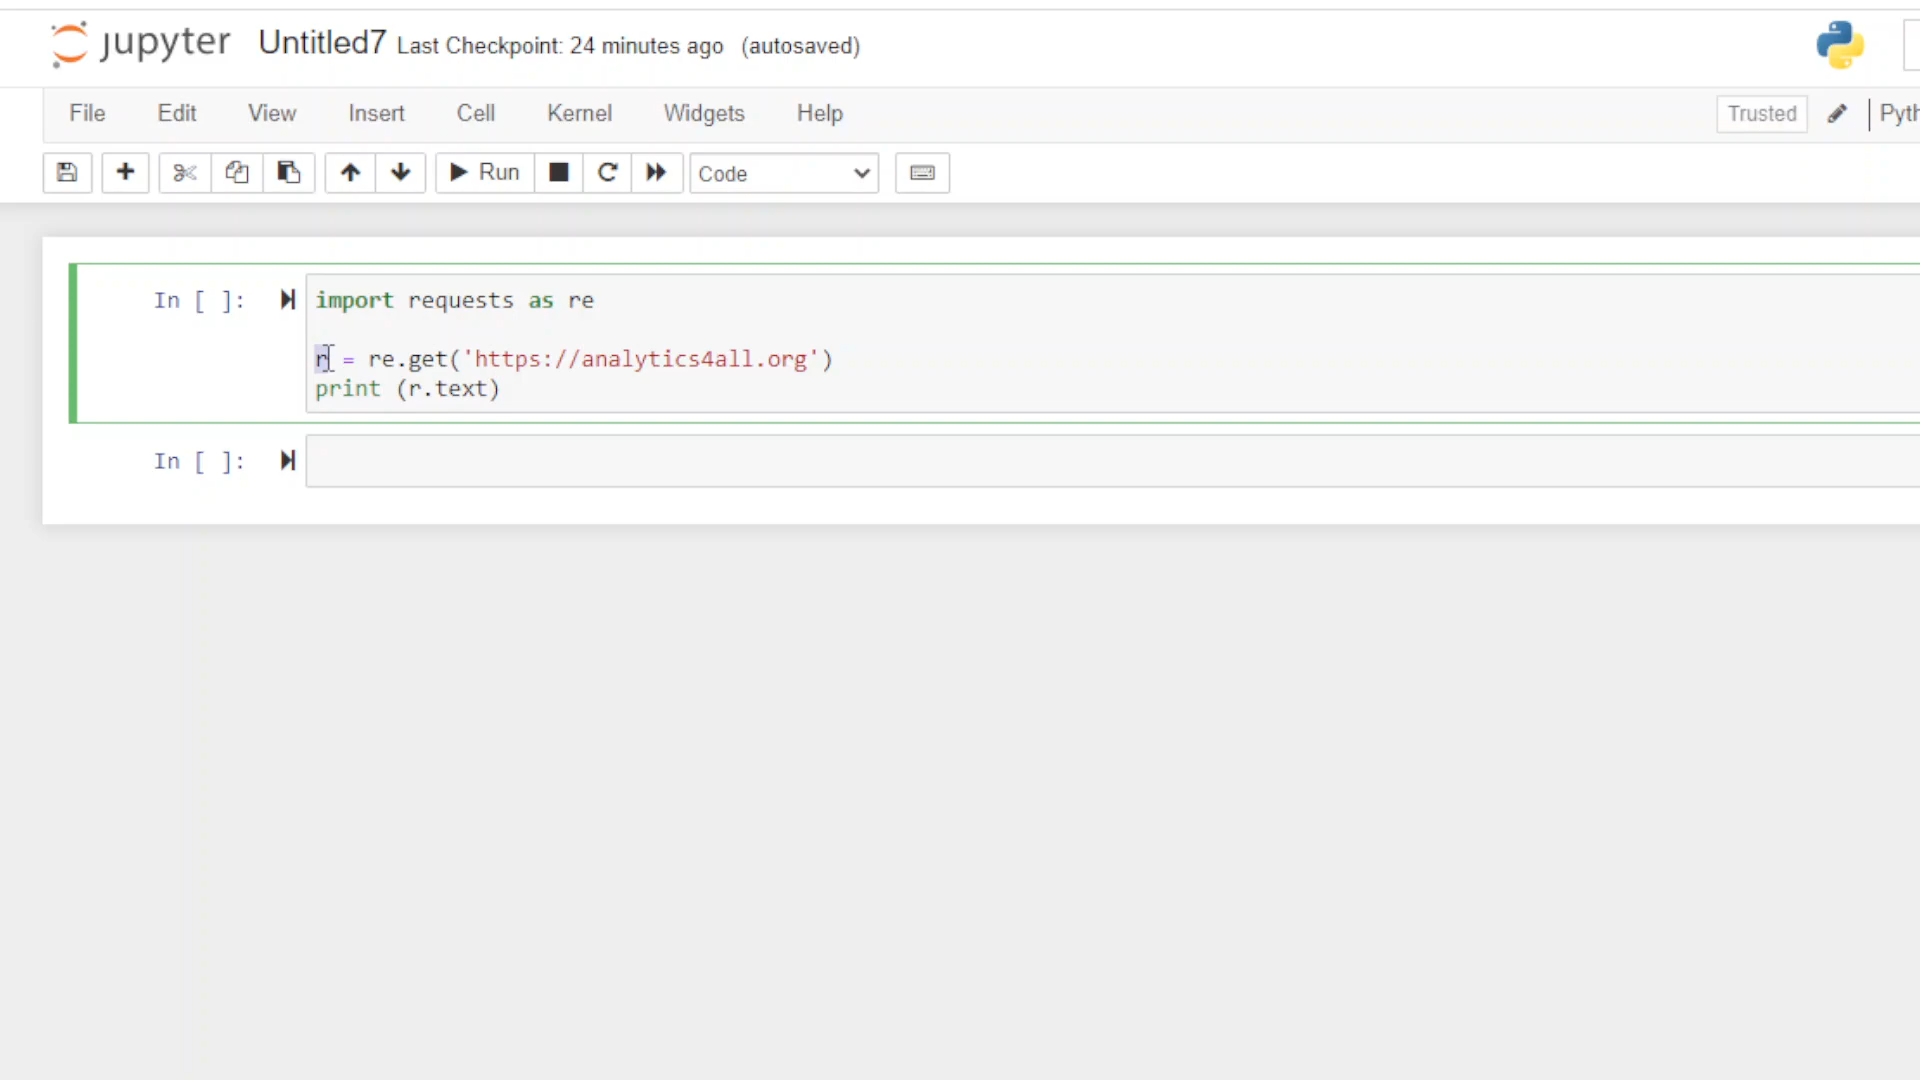 jupyter Untitled7 Last Checkpoint: 24 minutes ago (autosaved)
File Edit View Insert Cell Kernel Widgets Help Trusted
Run Code
In [ ]: import requests as re
r = re.get('https://analytics4all.org')
print (r.text)
In [ ]: